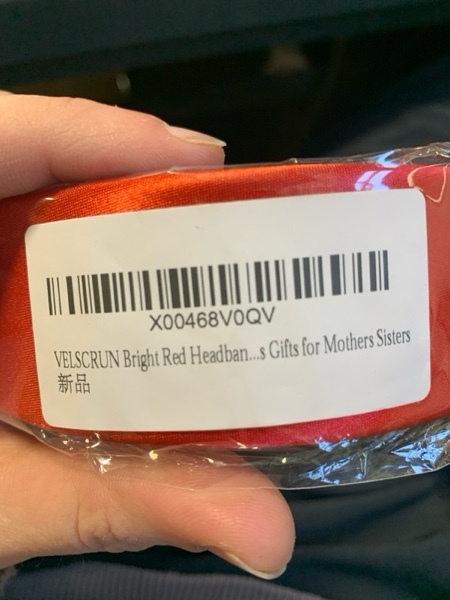 X00468V0QV
VELSCRUN Bright Red Headban...s Gifts for Mothers Sisters
新品